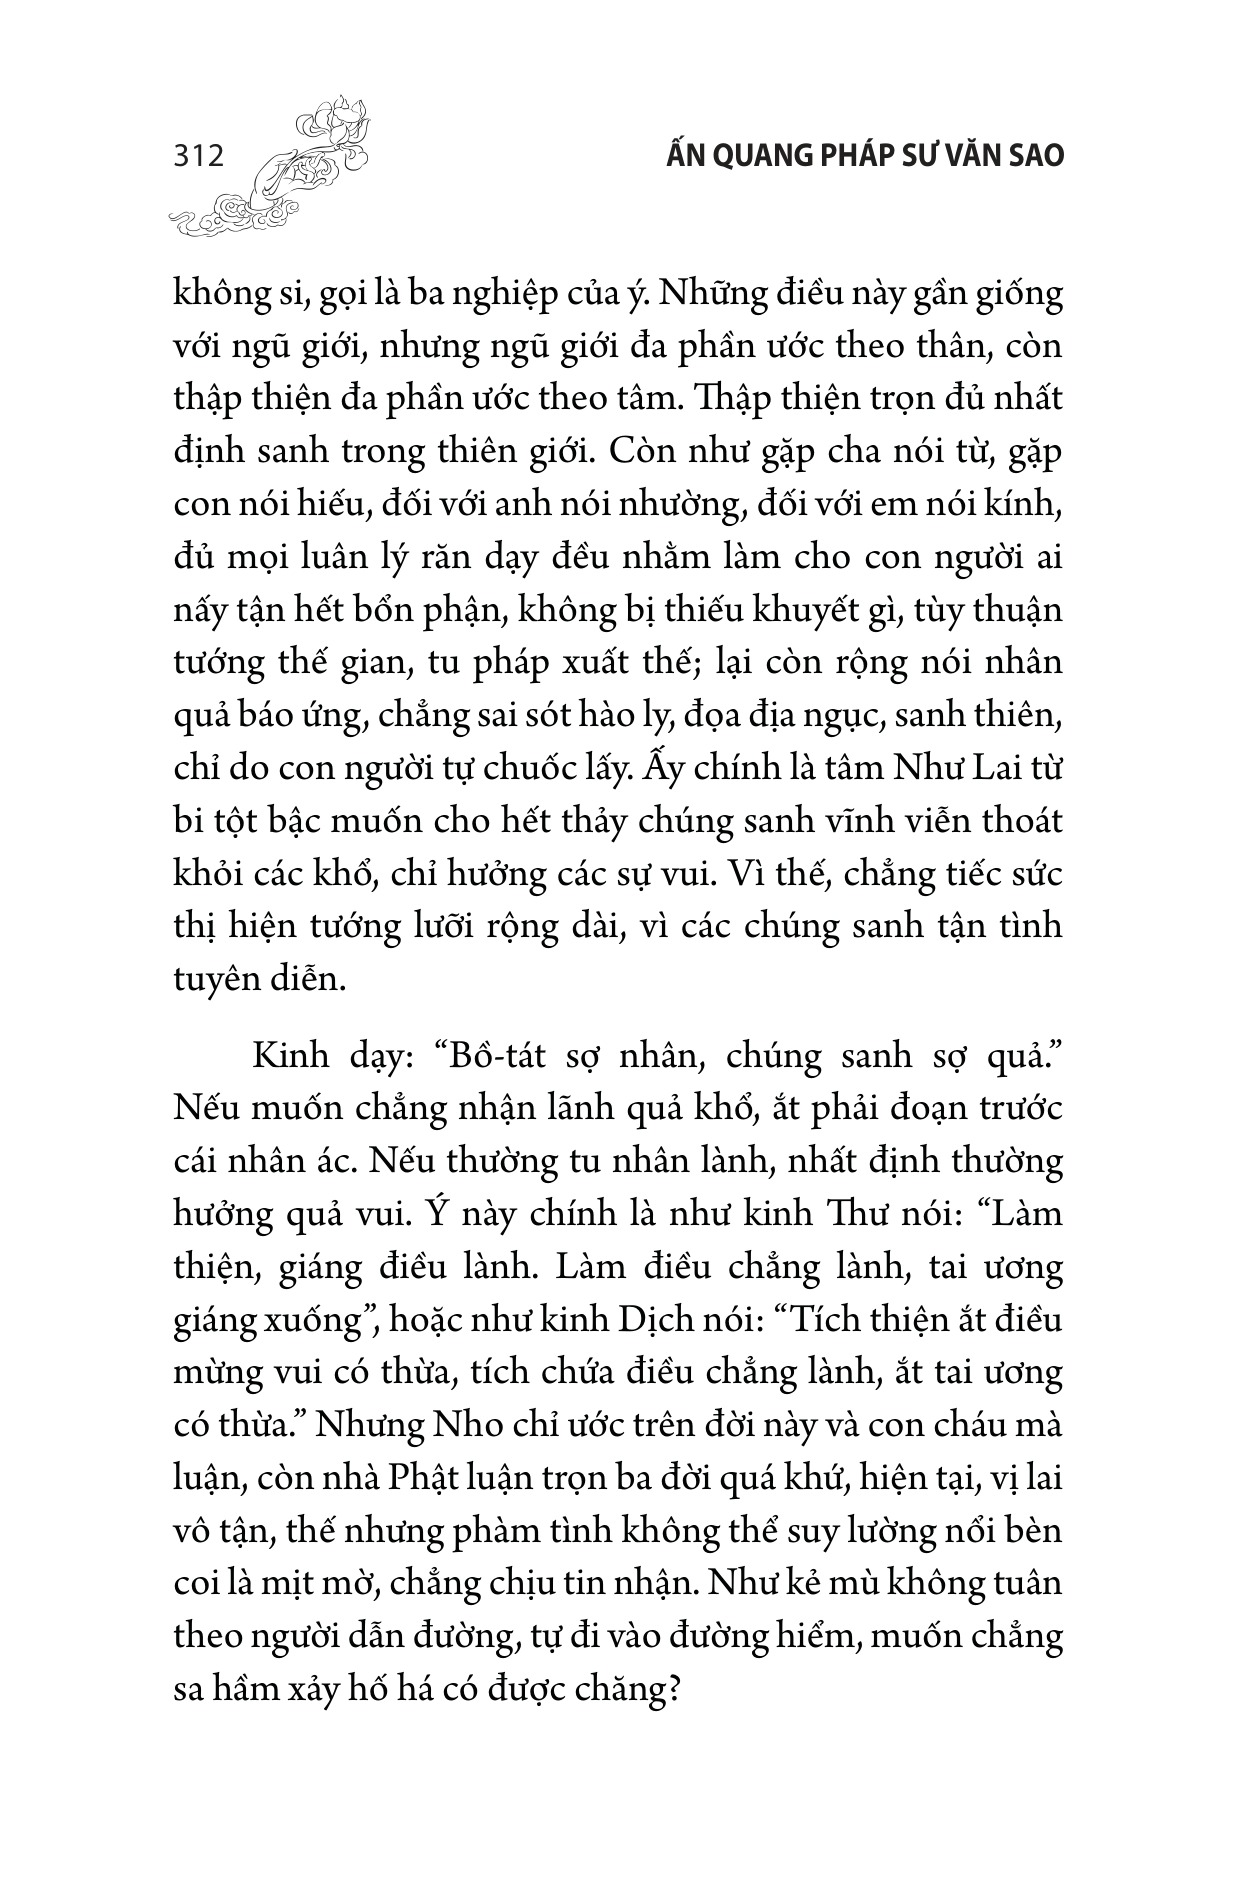 312
ẤN QUANG PHÁP SƯ VĂN SAO
không si, gọi là ba nghiệp của ý. Những điều này gần giống
với ngũ giới, nhưng ngũ giới đa phần ước theo thân, còn
thập thiện đa phần ước theo tâm. Thập thiện trọn đủ nhất
định sanh trong thiên giới. Còn như gặp cha nói từ, gặp
con nói hiếu, đối với anh nói nhường, đối với em nói kính,
đủ mọi luân lý răn dạy đều nhằm làm cho con người ai
nấy tận hết bổn phận, không bị thiếu khuyết gì, tùy thuận
tướng thế gian, tu pháp xuất thế; lại còn rộng nói nhân
quả báo ứng, chẳng sai sót hào ly, đọa địa ngục, sanh thiên,
chỉ do con người tự chuốc lấy. Ấy chính là tâm Như Lai từ
bi tột bậc muốn cho hết thảy chúng sanh vĩnh viễn thoát
khỏi các khổ, chỉ hưởng các sự vui. Vì thế, chẳng tiếc sức
thị hiện tướng lưỡi rộng dài, vì các chúng sanh tận tình
tuyên diễn.
Kinh dạy: “Bồ-tát sợ nhân, chúng sanh sợ quả.”
Nếu muốn chẳng nhận lãnh quả khổ, ắt phải đoạn trước
cái nhân ác. Nếu thường tu nhân lành, nhất định thường
hưởng quả vui. Ý này chính là như kinh Thư nói: “Làm
thiện, giáng điều lành. Làm điều chẳng lành, tai ương
giáng xuống”, hoặc như kinh Dịch nói: “Tích thiện ắt điều
mừng vui có thừa, tích chứa điều chẳng lành, ắt tai ương
có thừa.” Nhưng Nho chỉ ước trên đời này và con cháu mà
luận, còn nhà Phật luận trọn ba đời quá khứ, hiện tại, vị lai
vô tận, thế nhưng phàm tình không thể suy lường nổi bèn
coi là mịt mờ, chẳng chịu tin nhận. Như kẻ mù không tuân
theo người dẫn đường, tự đi vào đường hiểm, muốn chẳng
sa hầm xảy hố há có được chăng?